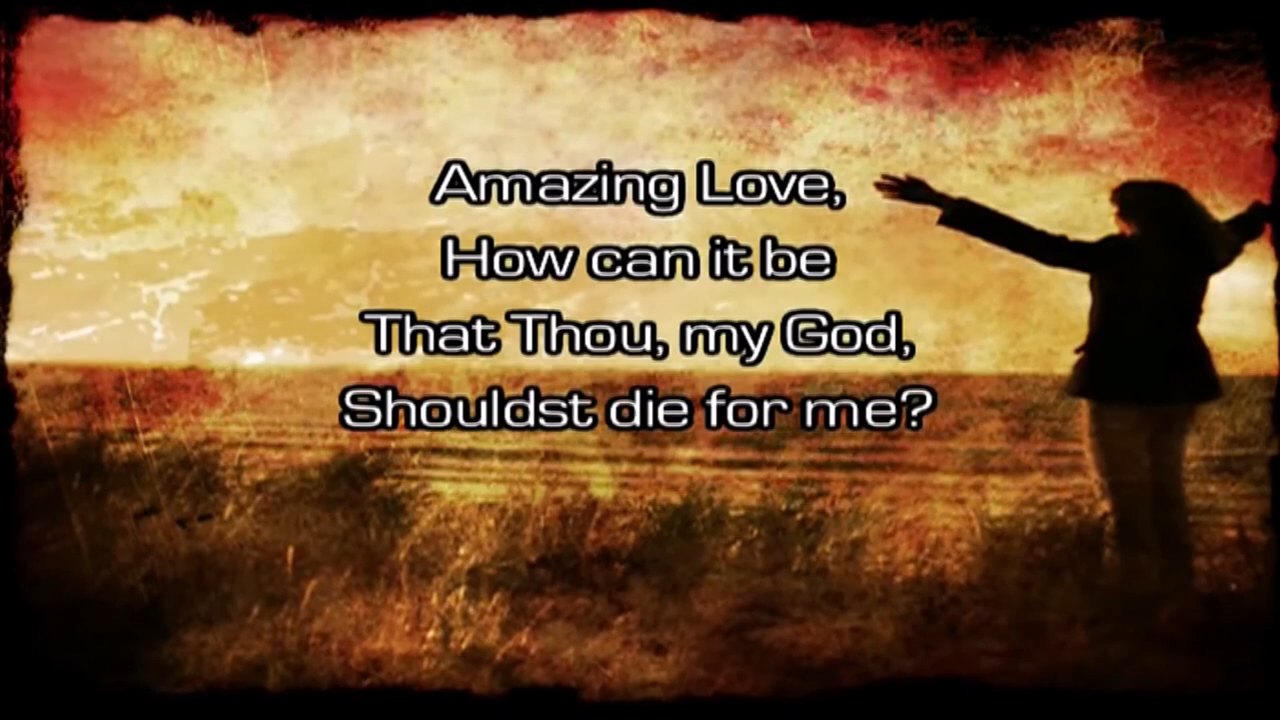 Amazing Love,
How can it be
That Thou, my God,
Shouldst die for me?